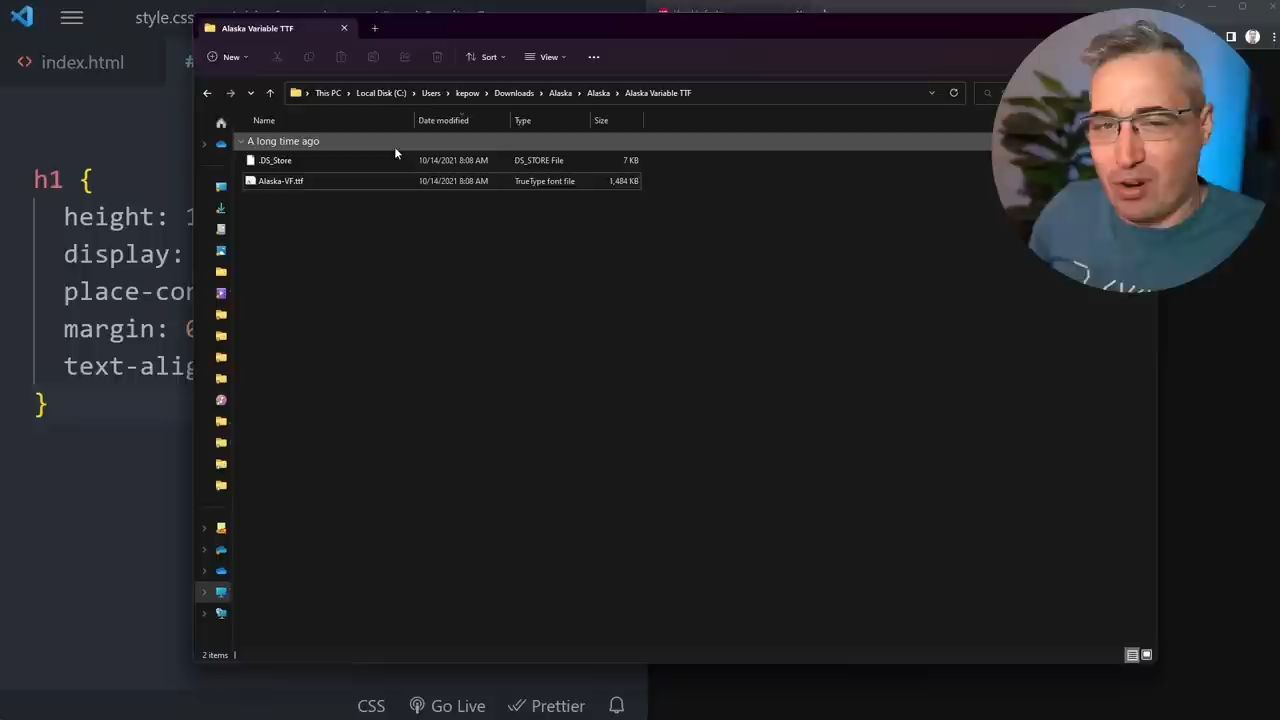 style.css
Alaska Variable TTF
index.html
New
Sort
View
This PC > Local Disk (C:) > Users > kepow > Downloads > Alaska > Alaska > Alaska Variable TTF
Name Date modified Type Size
A long time ago
.DS_Store 10/14/2021 8:08 AM DS_STORE File 7 KB
Alaska-VF.ttf 10/14/2021 8:08 AM TrueType font file 1,484 KB
h1 {
height: 1
display:
place-con
margin: 0
text-alig
}
2 items
CSS Go Live Prettier